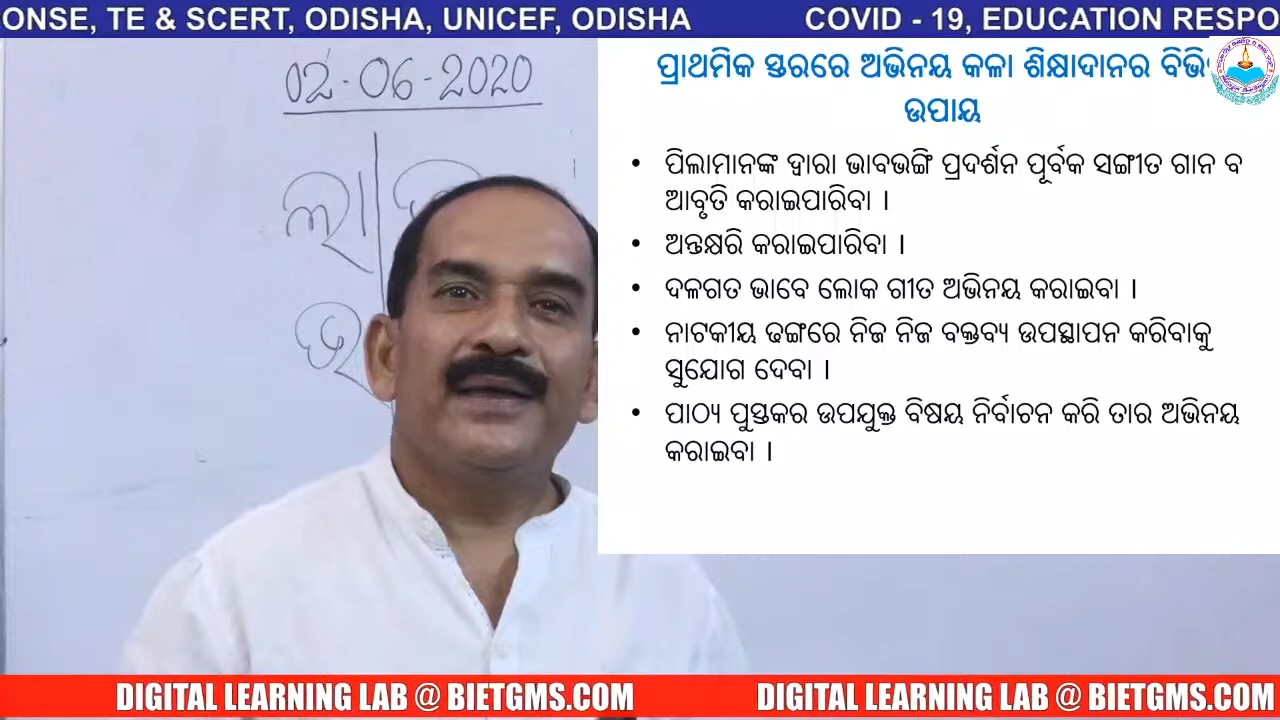 ONSE, TE & SCERT, ODISHA, UNICEF, ODISHA COVID - 19, EDUCATION RESPO
02-06-2020
ଲା
ଭ
ପ୍ରାଥମିକ ସ୍ତରରେ ଅଭିନୟ କଳା ଶିକ୍ଷାଦାନର
ଉପାୟ
• ପିଲାମାନଙ୍କ ଦ୍ୱାରା ଭାବଭଙ୍ଗି ପ୍ରଦର୍ଶନ ପୂର୍ବକ ସଙ୍ଗୀତ ଗାନ ବ
ଆବୃତି କରାଇପାରିବା ।
• ଅନ୍ତକ୍ଷରି କରାଇପାରିବା ।
• ଦଳଗତ ଭାବେ ଲୋକ ଗୀତ ଅଭିନୟ କରାଇବା ।
• ନାଟକୀୟ ଢଙ୍ଗରେ ନିଜ ନିଜ ବକ୍ତବ୍ୟ ଉପସ୍ଥାପନ କରିବାକୁ
ସୁଯୋଗ ଦେବା ।
• ପାଠ୍ୟ ପୁସ୍ତକର ଉପଯୁକ୍ତ ବିଷୟ ନିର୍ବାଚନ କରି ତାର ଅଭିନୟ
କରାଇବା ।
DIGITAL LEARNING LAB @ BIETGMS.COM DIGITAL LEARNING LAB @ BIETGMS.COM